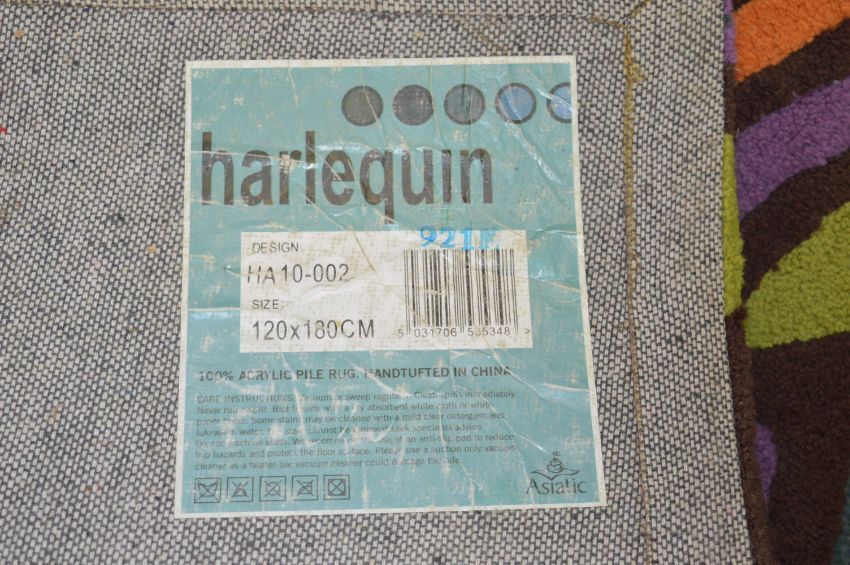 harlequin
921F
DESIGN
HA10-002
SIZE:
120x180CM
5 031706 535348 >
100% ACRYLIC PILE RUG. HANDTUFTED IN CHINA
CARE INSTRUCTIONS: Vacuum or sweep regularly. Clean spills immediately.
Never rub a spill. Blot liquids with a dry absorbent white cloth or white
paper towel. Some stains may be cleaned with a mild clear detergent and
lukewarm water. If a stain cannot be removed seek specialist advice.
Do not machine wash. We recommend the use of an anti-slip pad to reduce
trip hazards and protect the floor surface. Please use a suction only vacuum
cleaner as a beater-bar vacuum cleaner could damage the pile.
Asiatic